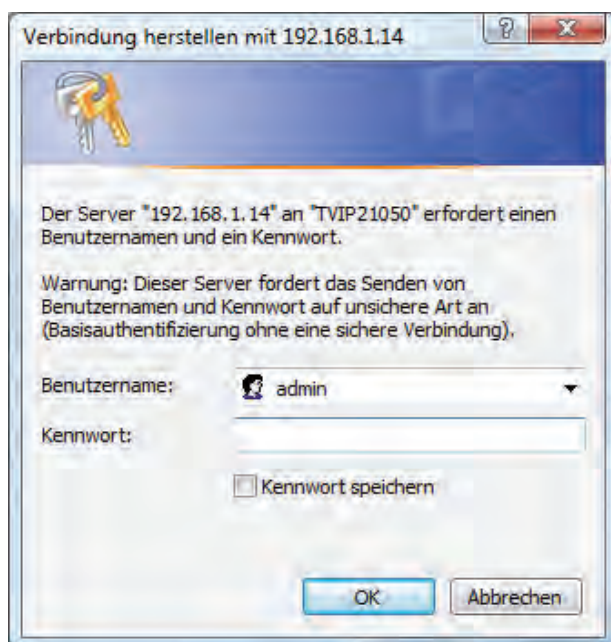 Verbindung herstellen mit 192.168.1.14
Der Server "192.168.1.14" an "TVIP21050" erfordert einen
Benutzernamen und ein Kennwort.
Warnung: Dieser Server fordert das Senden von
Benutzernamen und Kennwort auf unsichere Art an
(Basisauthentifizierung ohne eine sichere Verbindung).
Benutzername: admin
Kennwort:
Kennwort speichern
OK Abbrechen